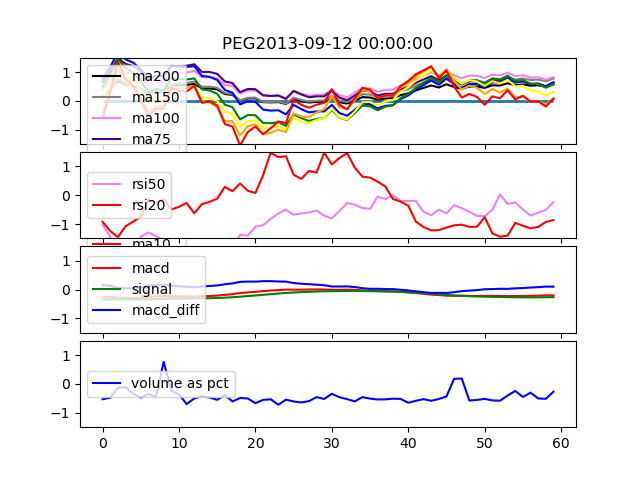 PEG2013-09-12 00:00:00
1
0
−1
ma200
ma150
ma100
ma75
1
0
−1
rsi50
rsi20
ma10
1
0
−1
macd
signal
macd_diff
1
0
−1
volume as pct
0 10 20 30 40 50 60